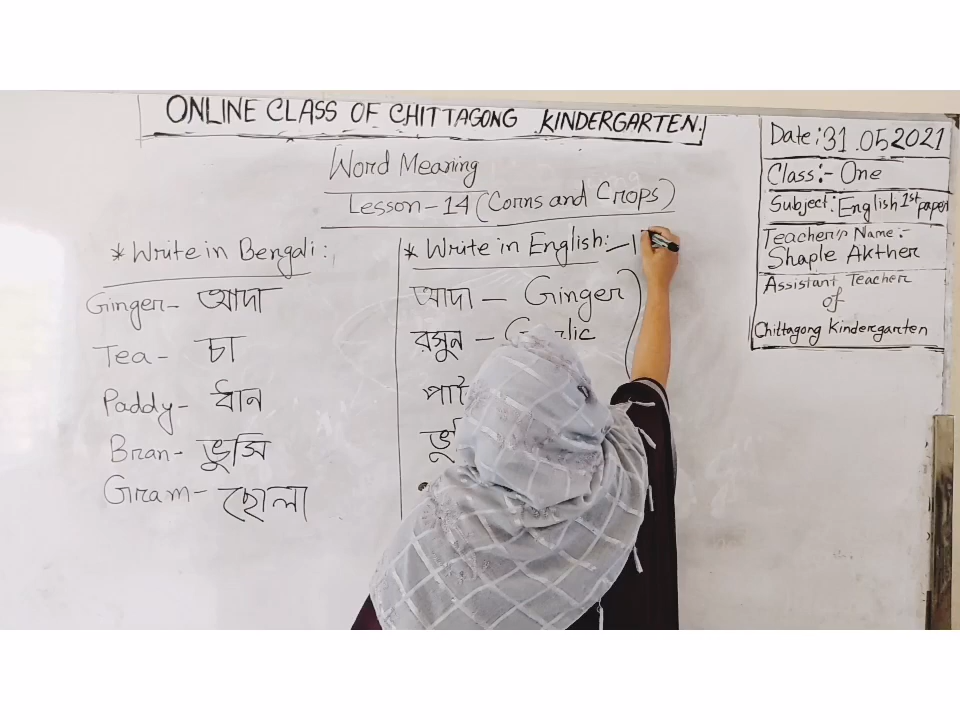 ONLINE CLASS OF CHITTAGONG KINDERGARTEN.
Word Meaning
Lesson-14 (Corns and Crops)
* Write in Bengali:
Ginger- আদা
Tea- চা
Paddy- ধান
Bran- ভুসি
Gram- ছোলা
* Write in English:-
আদা - Ginger
রসুন -
Date: 31.05.2021
Class:- One
Subject: English 1st paper
Teacher's Name:-
Shaple Akther
Assistant Teacher
of
Chittagong Kindergarten